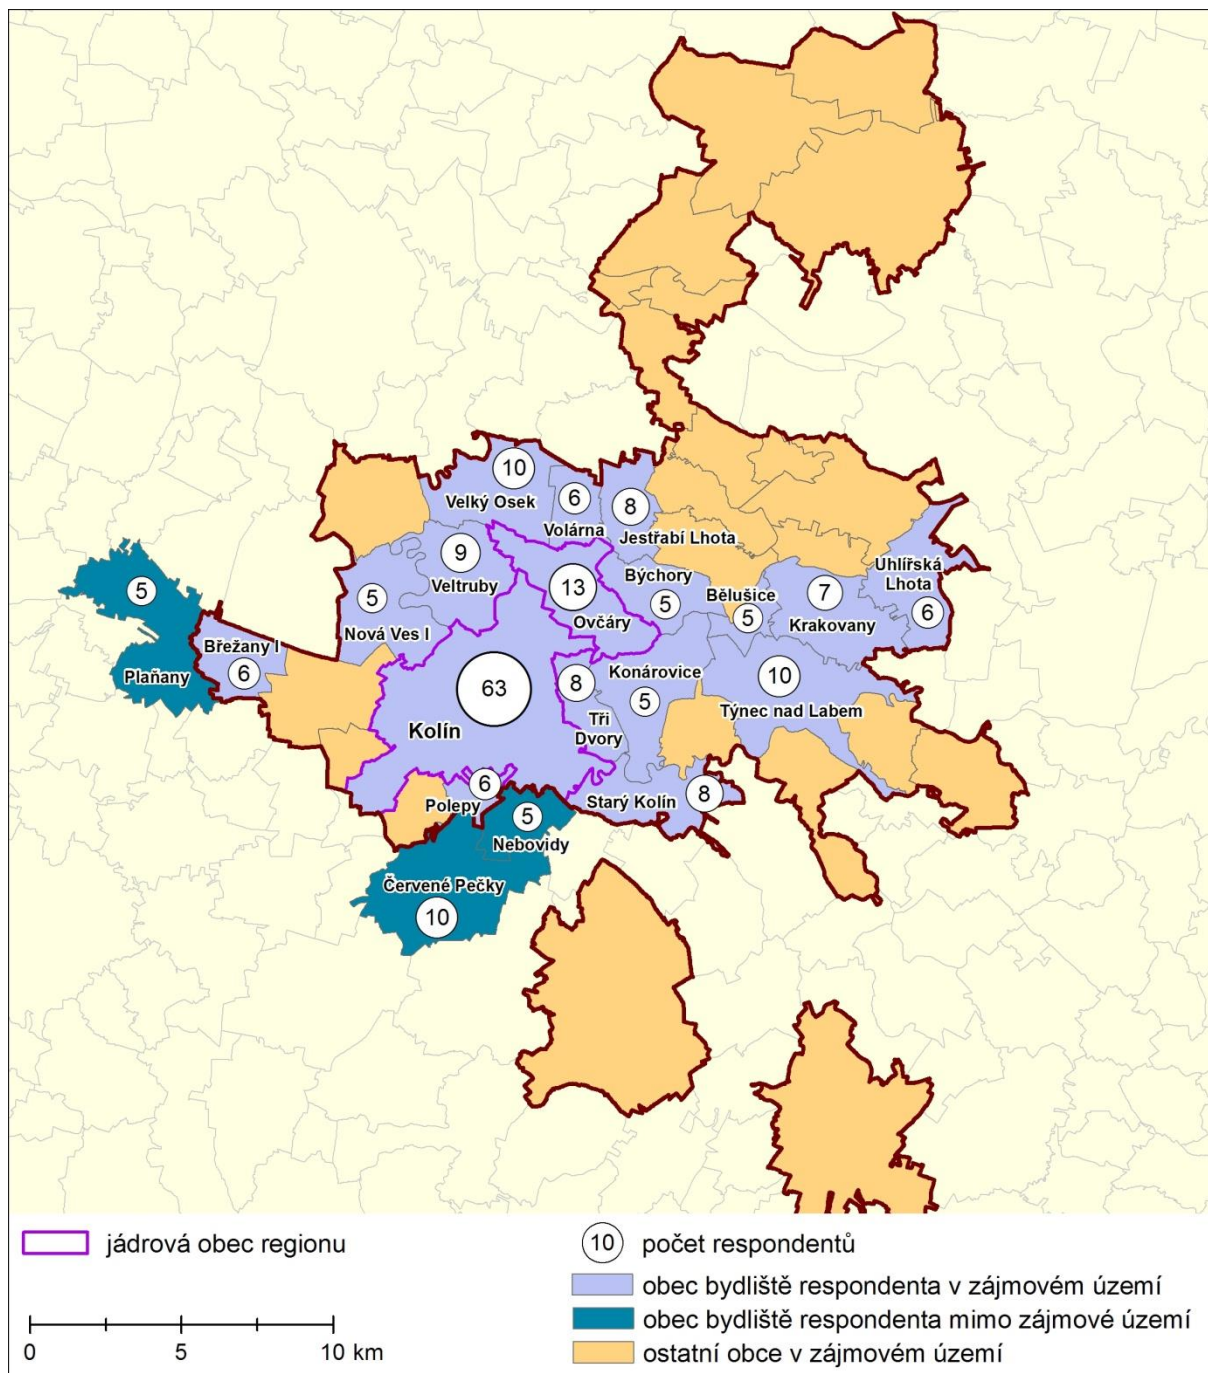 10
Velký Osek
6
Volárna
8
Jestřabí Lhota
9
Veltruby
13
Ovčáry
Býchory
5
Bělušice
5
7
Krakovany
Uhlířská
Lhota
6
5
Nová Ves I
5
Plaňany
Břežany I
6
63
Kolín
8
Tři
Dvory
Konárovice
5
10
Týnec nad Labem
6
Polepy
Starý Kolín
8
5
Nebovidy
Červené Pečky
10
jádrová obec regionu
10 počet respondentů
obec bydliště respondenta v zájmovém území
obec bydliště respondenta mimo zájmové území
ostatní obce v zájmovém území
0 5 10 km